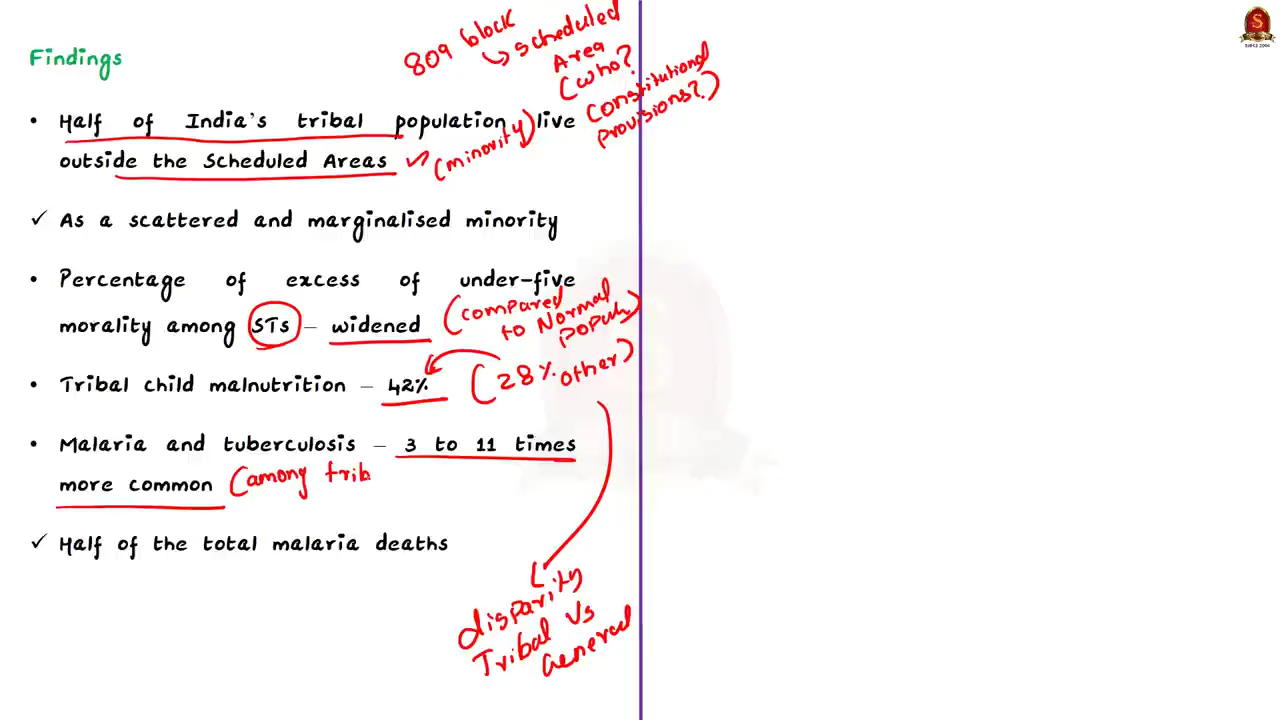 Findings
809 block
scheduled
Area
(who?
Constitutional
provisions?)
• Half of India's tribal population live
outside the Scheduled Areas
(minority)
✓ As a scattered and marginalised minority
• Percentage of excess of under-five
morality among STs – widened
(compared
to Normal
• Tribal child malnutrition – 42%
(28% other)
• Malaria and tuberculosis – 3 to 11 times
more common (among trib
✓ Half of the total malaria deaths
disparity
Tribal Vs
General
S
SINCE 2004